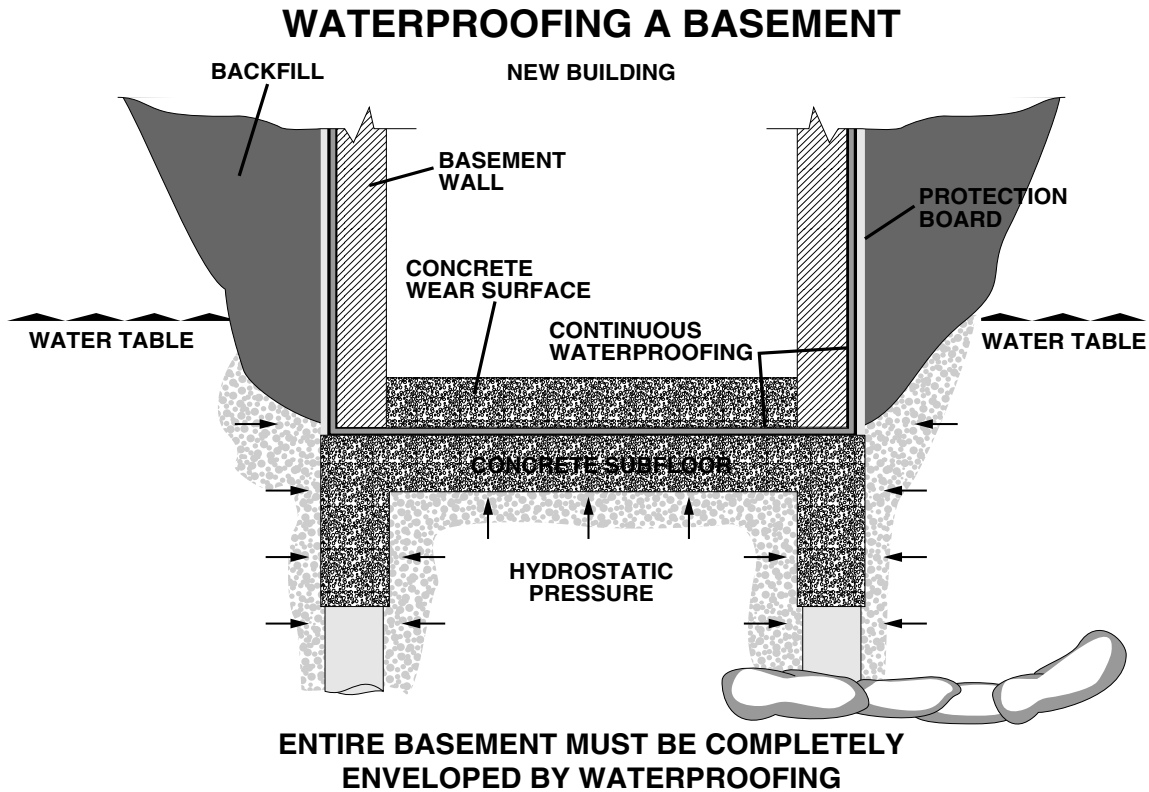 WATERPROOFING A BASEMENT
BACKFILL
NEW BUILDING
BASEMENT
WALL
PROTECTION
BOARD
CONCRETE
WEAR SURFACE
WATER TABLE
CONTINUOUS
WATERPROOFING
WATER TABLE
CONCRETE SUBFLOOR
HYDROSTATIC
PRESSURE
ENTIRE BASEMENT MUST BE COMPLETELY
ENVELOPED BY WATERPROOFING